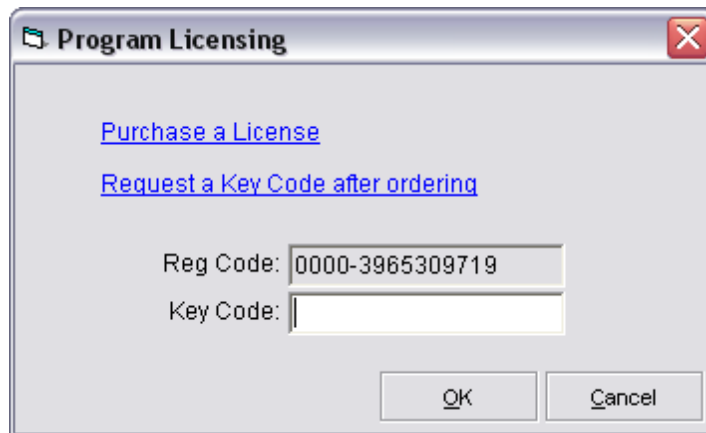 Program Licensing
Purchase a License
Request a Key Code after ordering
Reg Code: 0000-3965309719
Key Code:
OK Cancel